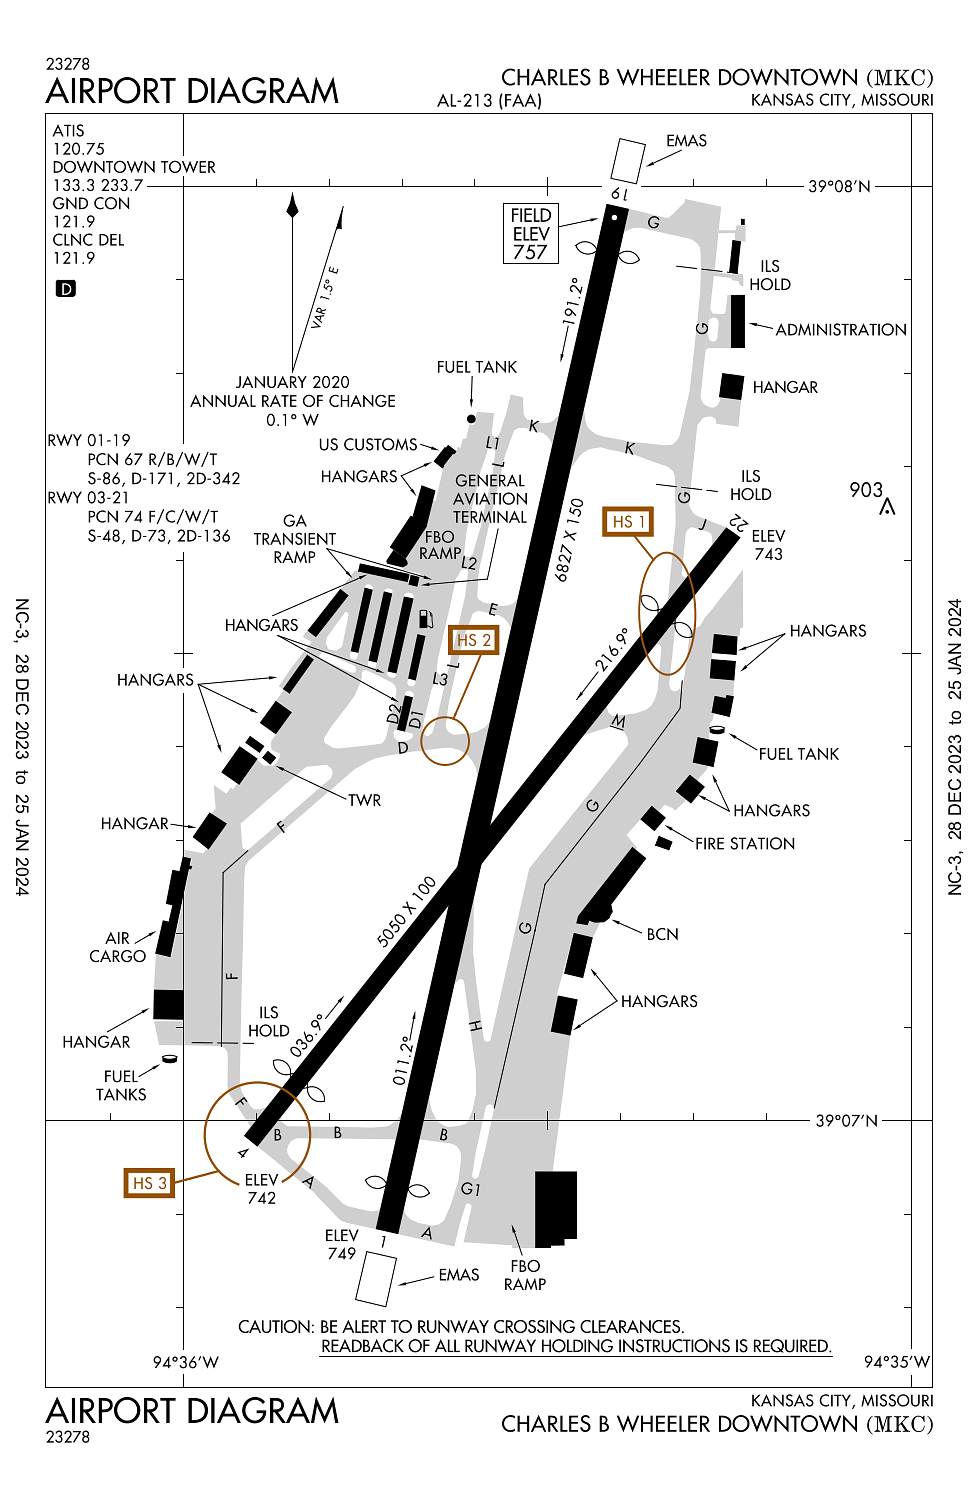 23278
AIRPORT DIAGRAM
AL-213 (FAA)
CHARLES B WHEELER DOWNTOWN (MKC)
KANSAS CITY, MISSOURI
ATIS
120.75
DOWNTOWN TOWER
133.3 233.7
GND CON
121.9
CLNC DEL
121.9
D
VAR 1.5° E
JANUARY 2020
ANNUAL RATE OF CHANGE
0.1° W
EMAS
39°08'N
19
FIELD
ELEV
757
G
191.2°
ILS
HOLD
G
ADMINISTRATION
HANGAR
FUEL TANK
RWY 01-19
PCN 67 R/B/W/T
S-86, D-171, 2D-342
RWY 03-21
PCN 74 F/C/W/T
S-48, D-73, 2D-136
US CUSTOMS
HANGARS
L1
L
K
K
GENERAL
AVIATION
TERMINAL
ILS
HOLD
G
903
GA
TRANSIENT
RAMP
FBO
RAMP
L2
6827 X 150
HS 1
J
22
ELEV
743
HANGARS
E
HS 2
L
L3
216.9°
HANGARS
HANGARS
D2
D1
D
M
FUEL TANK
TWR
G
HANGARS
HANGAR
F
FIRE STATION
5050 X 100
G
BCN
AIR
CARGO
F
HANGARS
HANGAR
ILS
HOLD
036.9°
011.2°
H
FUEL
TANKS
F
39°07'N
B
B
B
4
HS 3
ELEV
742
A
G1
A
ELEV
749
1
EMAS
FBO
RAMP
CAUTION: BE ALERT TO RUNWAY CROSSING CLEARANCES.
READBACK OF ALL RUNWAY HOLDING INSTRUCTIONS IS REQUIRED.
94°36'W
94°35'W
AIRPORT DIAGRAM
23278
KANSAS CITY, MISSOURI
CHARLES B WHEELER DOWNTOWN (MKC)
NC-3, 28 DEC 2023 to 25 JAN 2024
NC-3, 28 DEC 2023 to 25 JAN 2024